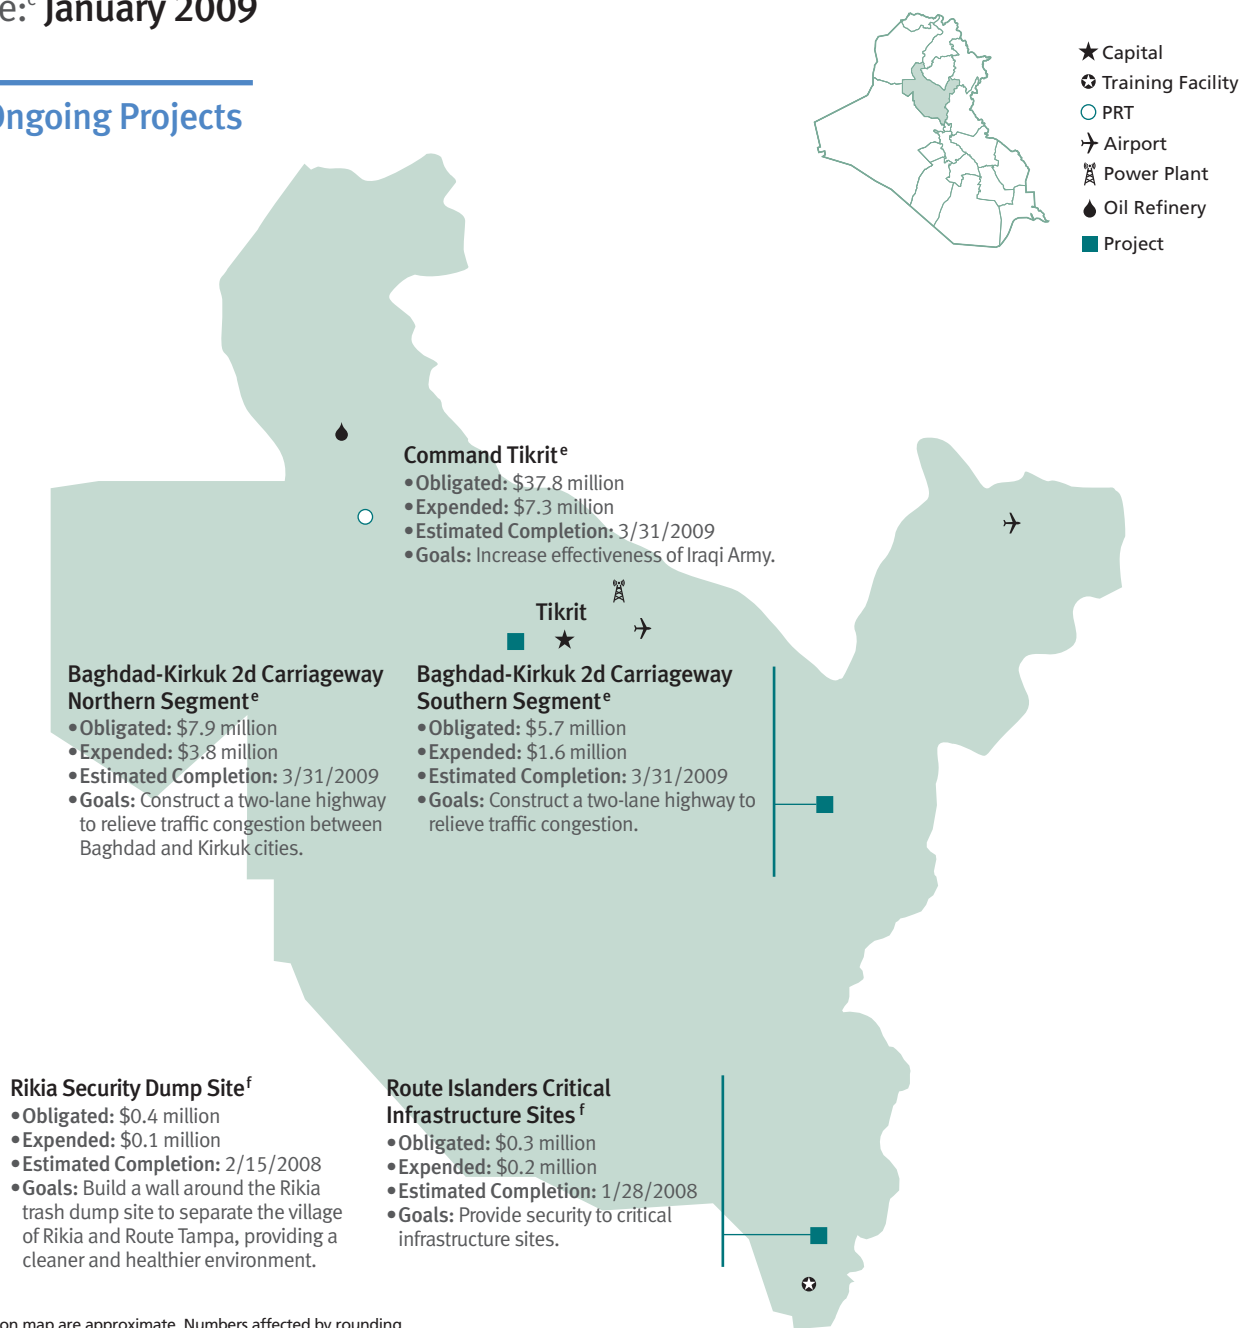 e:c January 2009
Ongoing Projects
Capital
Training Facility
PRT
Airport
Power Plant
Oil Refinery
Project
Command Tikrit e
• Obligated: $37.8 million
• Expended: $7.3 million
• Estimated Completion: 3/31/2009
• Goals: Increase effectiveness of Iraqi Army.
Tikrit
Baghdad-Kirkuk 2d Carriageway
Northern Segment e
• Obligated: $7.9 million
• Expended: $3.8 million
• Estimated Completion: 3/31/2009
• Goals: Construct a two-lane highway
to relieve traffic congestion between
Baghdad and Kirkuk cities.
Baghdad-Kirkuk 2d Carriageway
Southern Segment e
• Obligated: $5.7 million
• Expended: $1.6 million
• Estimated Completion: 3/31/2009
• Goals: Construct a two-lane highway to
relieve traffic congestion.
Rikia Security Dump Site f
• Obligated: $0.4 million
• Expended: $0.1 million
• Estimated Completion: 2/15/2008
• Goals: Build a wall around the Rikia
trash dump site to separate the village
of Rikia and Route Tampa, providing a
cleaner and healthier environment.
Route Islanders Critical
Infrastructure Sites f
• Obligated: $0.3 million
• Expended: $0.2 million
• Estimated Completion: 1/28/2008
• Goals: Provide security to critical
infrastructure sites.
on map are approximate. Numbers affected by rounding.